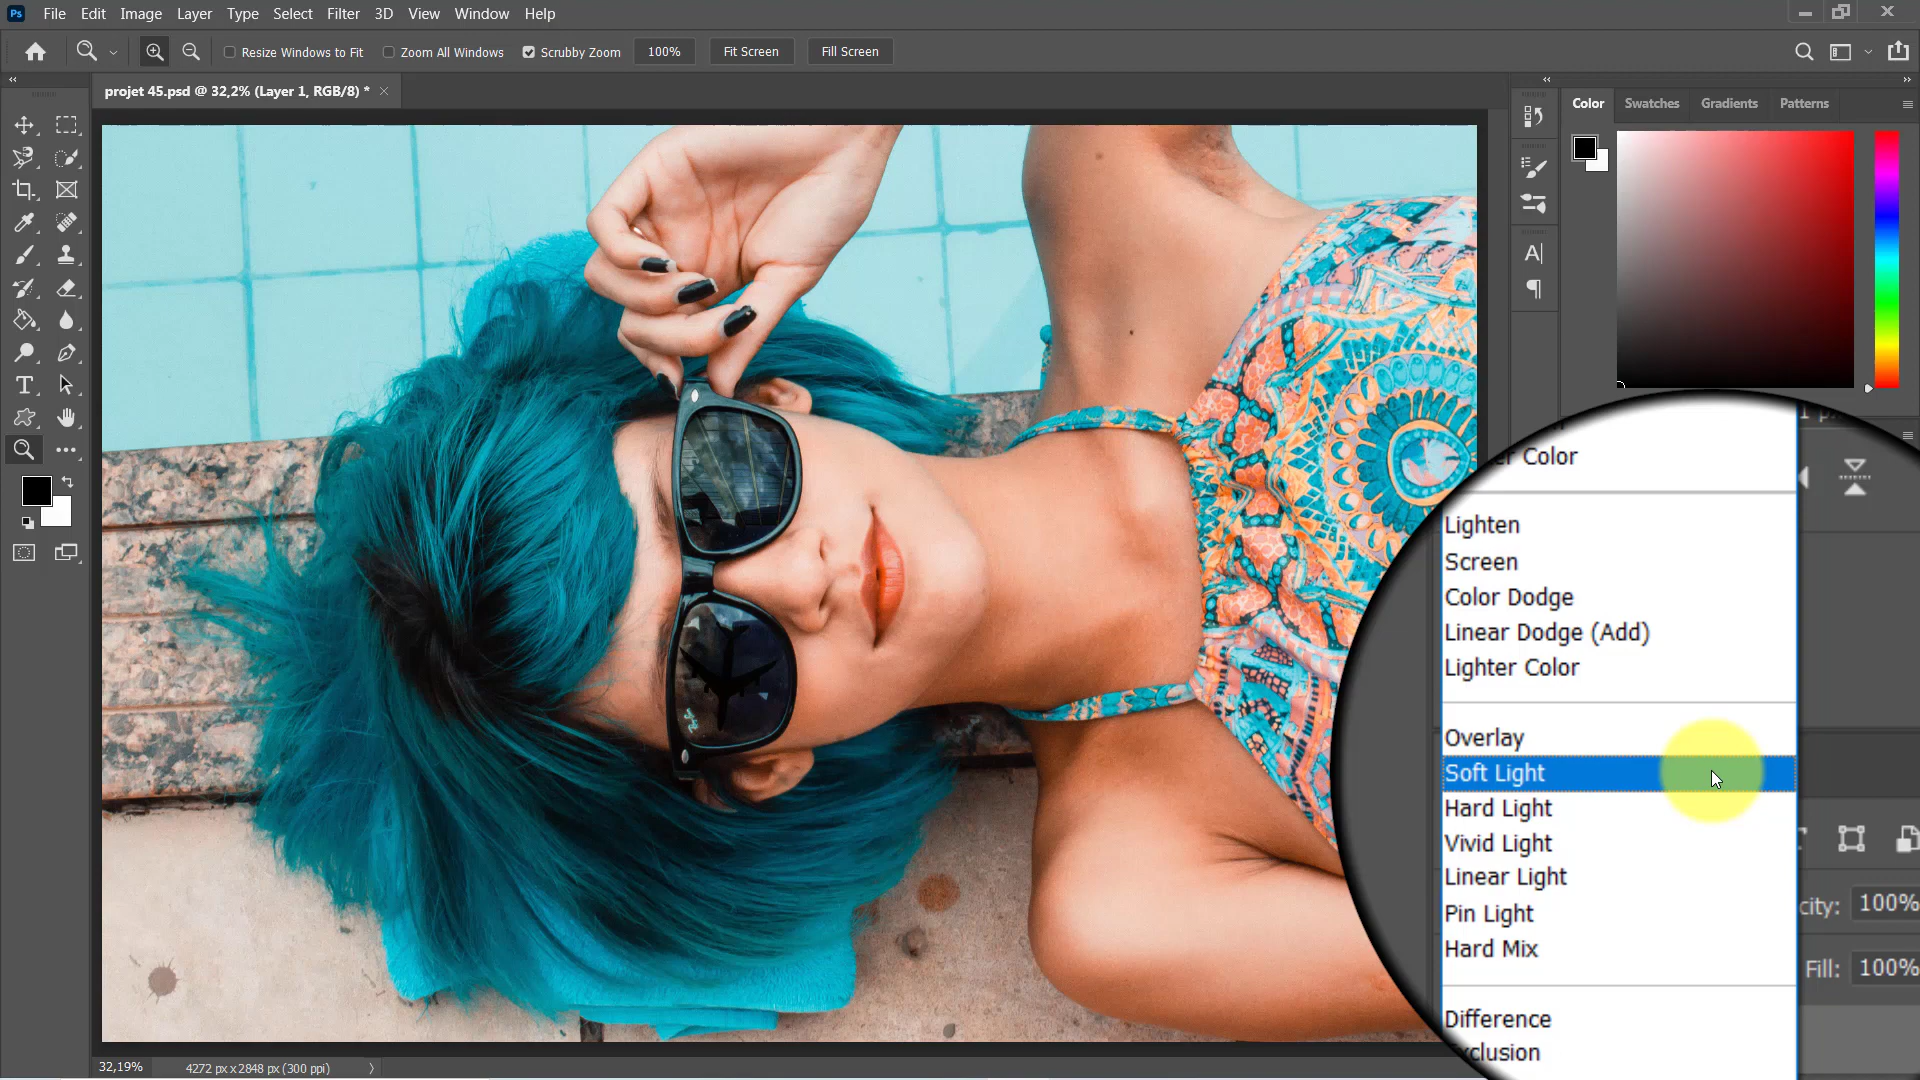 Ps File Edit Image Layer Type Select Filter 3D View Window Help
Resize Windows to Fit Zoom All Windows Scrubby Zoom 100% Fit Screen Fill Screen
projet 45.psd @ 32,2% (Layer 1, RGB/8) *
Color Swatches Gradients Patterns
Color
Lighten
Screen
Color Dodge
Linear Dodge (Add)
Lighter Color
Overlay
Soft Light
Hard Light
Vivid Light
Linear Light
Pin Light
Hard Mix
Difference
xclusion
city: 100%
Fill: 100%
32,19% 4272 px x 2848 px (300 ppi)